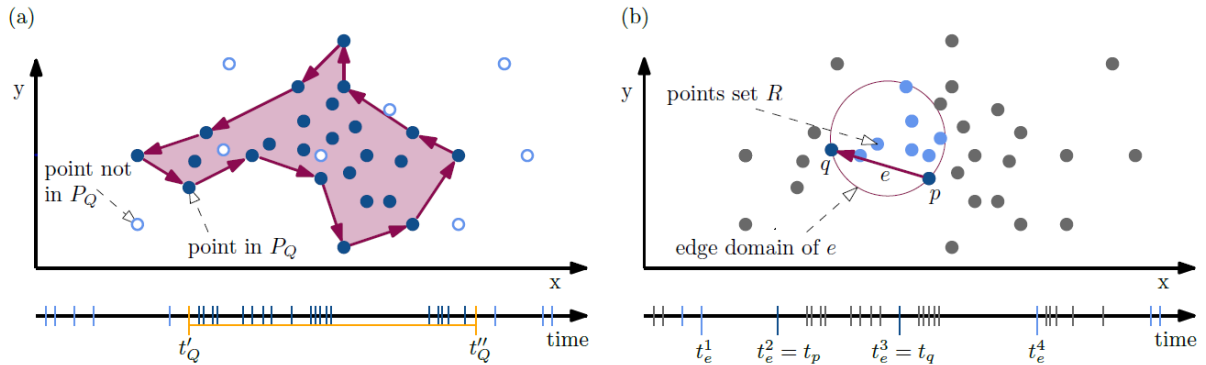 (a)
y
point not
in P_Q
point in P_Q
x
time
t'_Q
t''_Q
(b)
y
points set R
q
e
p
edge domain of e
x
time
t_e^1
t_e^2 = t_p
t_e^3 = t_q
t_e^4